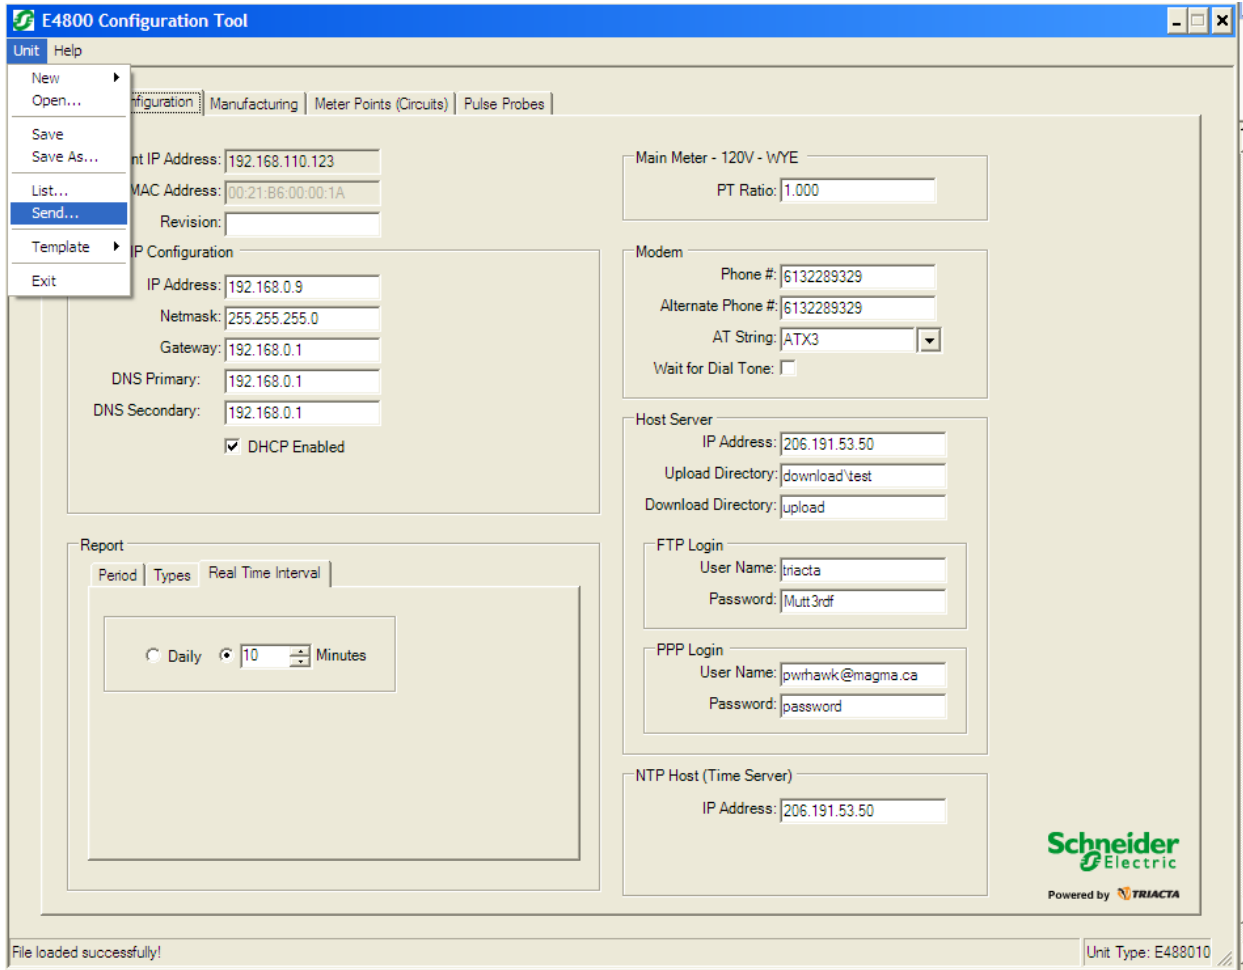 E4800 Configuration Tool
Unit Help
New
Open...
Save
Save As...
List...
Send...
Template
Exit
nfiguration Manufacturing Meter Points (Circuits) Pulse Probes
nt IP Address: 192.168.110.123
MAC Address: 00:21:B6:00:00:1A
Revision:
IP Configuration
IP Address: 192.168.0.9
Netmask: 255.255.255.0
Gateway: 192.168.0.1
DNS Primary: 192.168.0.1
DNS Secondary: 192.168.0.1
DHCP Enabled
Report
Period Types Real Time Interval
Daily 10 Minutes
Main Meter - 120V - WYE
PT Ratio: 1.000
Modem
Phone #: 6132289329
Alternate Phone #: 6132289329
AT String: ATX3
Wait for Dial Tone:
Host Server
IP Address: 206.191.53.50
Upload Directory: download\test
Download Directory: upload
FTP Login
User Name: triacta
Password: Mutt3rdf
PPP Login
User Name: pwrhawk@magma.ca
Password: password
NTP Host (Time Server)
IP Address: 206.191.53.50
Schneider
Electric
Powered by TRIACTA
File loaded successfully!
Unit Type: E488010